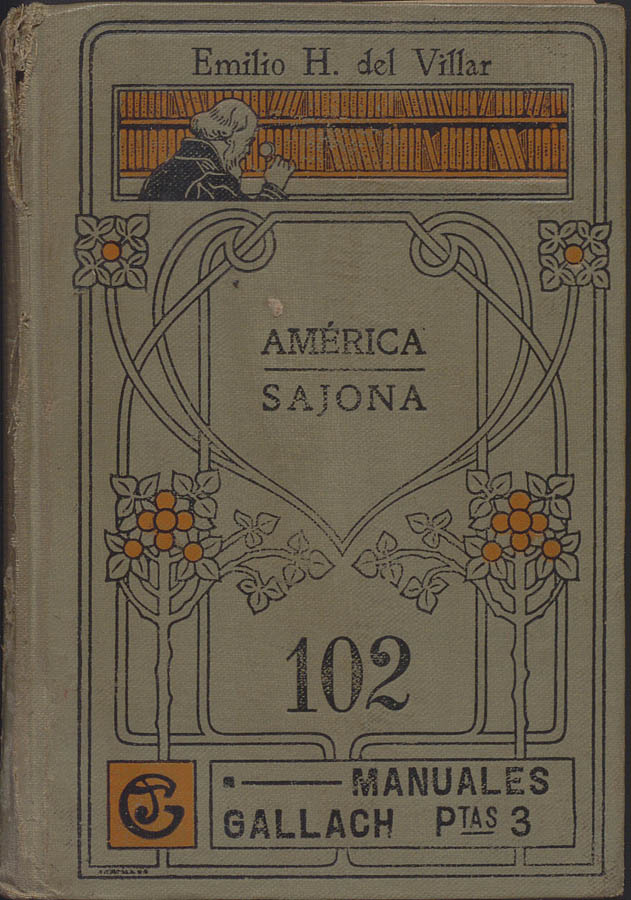 Emilio H. del Villar
AMÉRICA
SAJONA
102
MANUALES
GALLACH PTAS 3